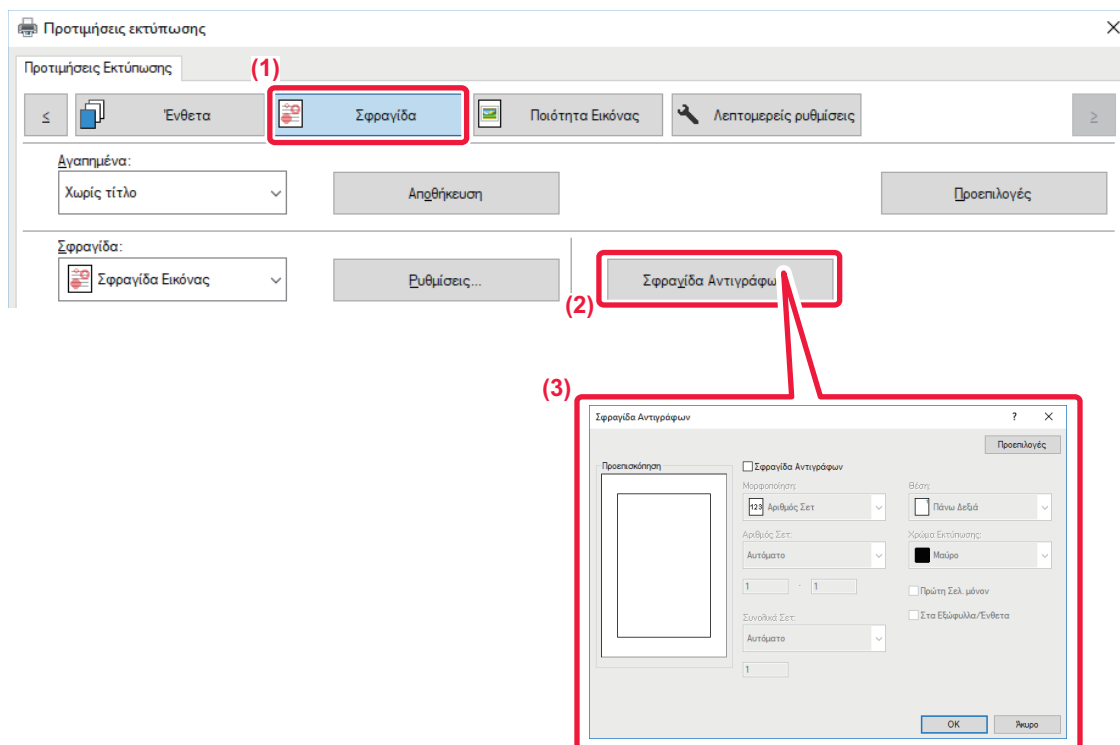 Προτιμήσεις εκτύπωσης
Προτιμήσεις Εκτύπωσης
(1)
< Ένθετα Σφραγίδα Ποιότητα Εικόνας Λεπτομερείς ρυθμίσεις >
Αγαπημένα:
Χωρίς τίτλο Αποθήκευση Προεπιλογές
Σφραγίδα:
Σφραγίδα Εικόνας Ρυθμίσεις... Σφραγίδα Αντιγράφω
(2)
(3)
Σφραγίδα Αντιγράφων ? ×
Προεπιλογές
Προεπισκόπηση
Σφραγίδα Αντιγράφων
Μορφοποίηση: Θέση:
123 Αριθμός Σετ Πάνω Δεξιά
Αριθμός Σετ: Χρώμα Εκτύπωσης:
Αυτόματο Μαύρο
1 - 1 Πρώτη Σελ. μόνον
Συνολικά Σετ: Στα Εξώφυλλα/Ένθετα
Αυτόματο
1
OK Άκυρο